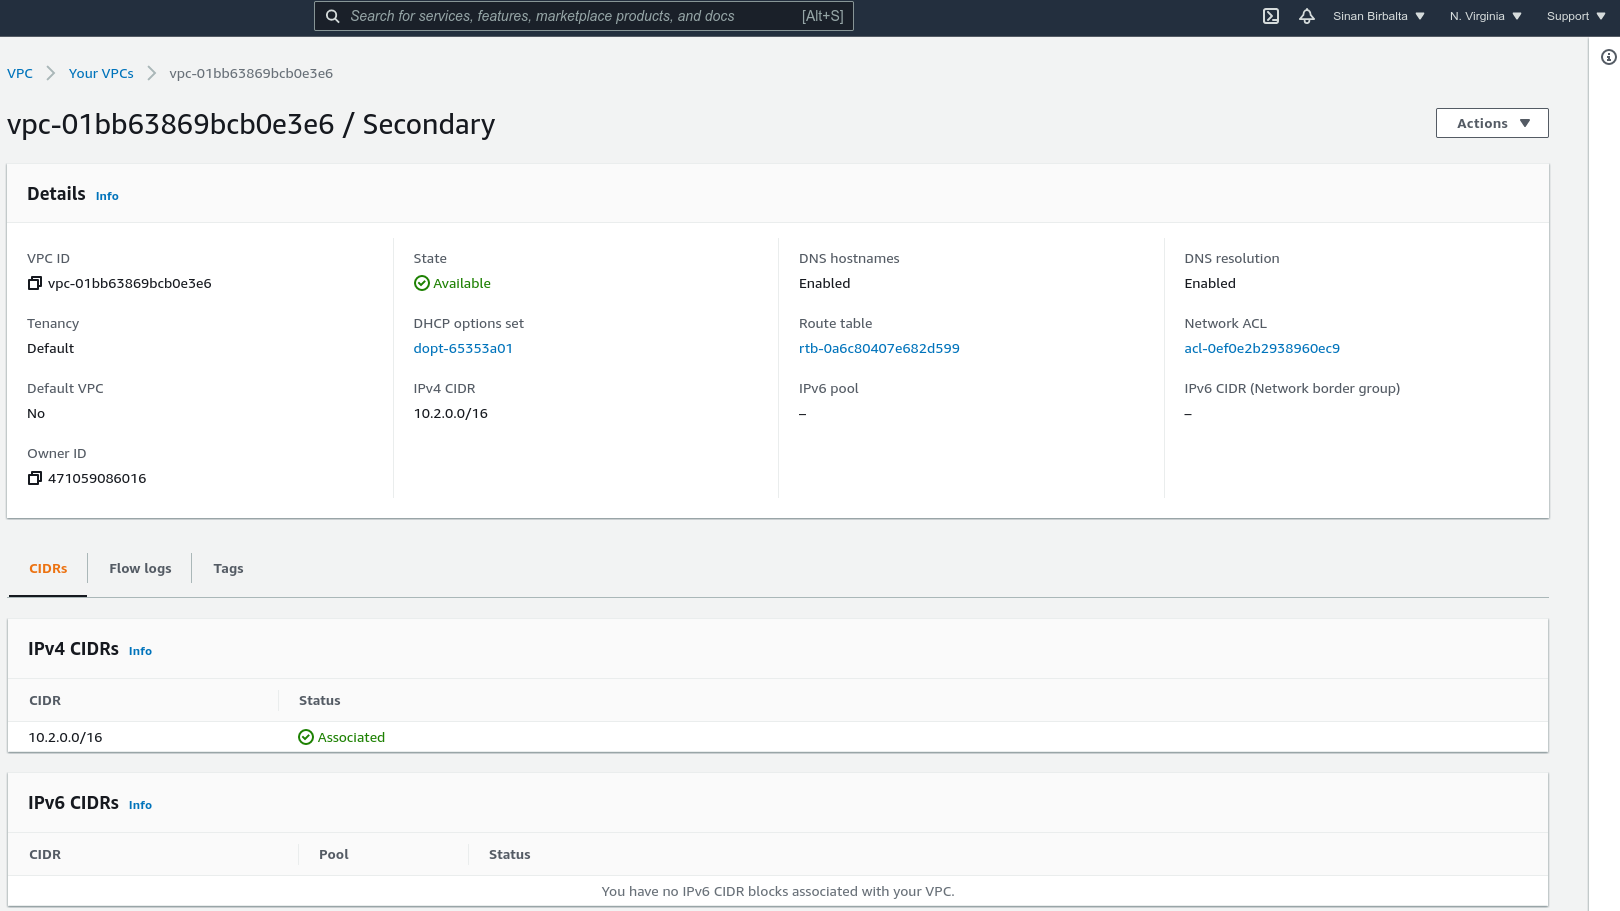 Search for services, features, marketplace products, and docs [Alt+S] Sinan Birbalta N. Virginia Support
VPC Your VPCs vpc-01bb63869bcb0e3e6
vpc-01bb63869bcb0e3e6 / Secondary
Actions
Details Info
VPC ID State DNS hostnames DNS resolution
vpc-01bb63869bcb0e3e6 Available Enabled Enabled
Tenancy DHCP options set Route table Network ACL
Default dopt-65353a01 rtb-0a6c80407e682d599 acl-0ef0e2b2938960ec9
Default VPC IPv4 CIDR IPv6 pool IPv6 CIDR (Network border group)
No 10.2.0.0/16 – –
Owner ID
471059086016
CIDRs Flow logs Tags
IPv4 CIDRs Info
CIDR Status
10.2.0.0/16 Associated
IPv6 CIDRs Info
CIDR Pool Status
You have no IPv6 CIDR blocks associated with your VPC.